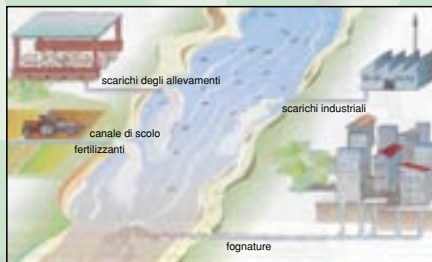 scarichi degli allevamenti
scarichi industriali
canale di scolo
fertilizzanti
fognature